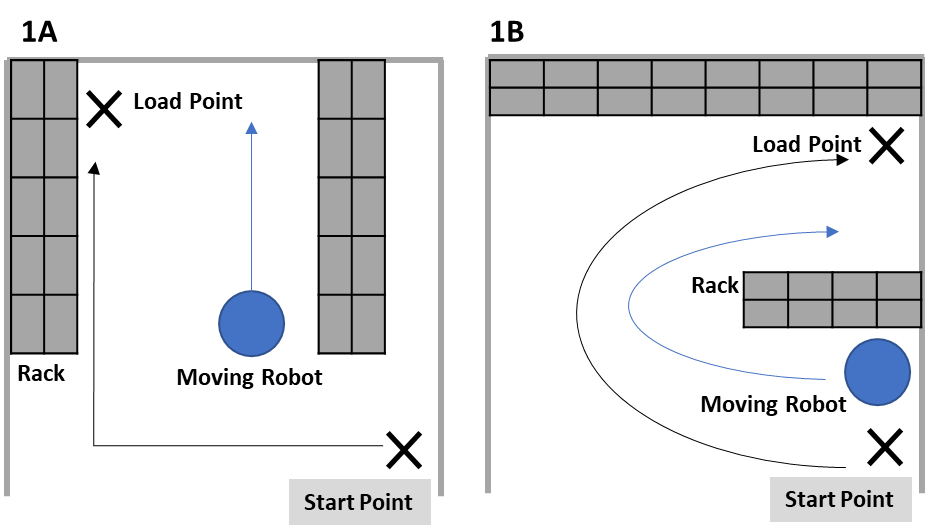 1A
Load Point
Rack
Moving Robot
Start Point
1B
Load Point
Rack
Moving Robot
Start Point